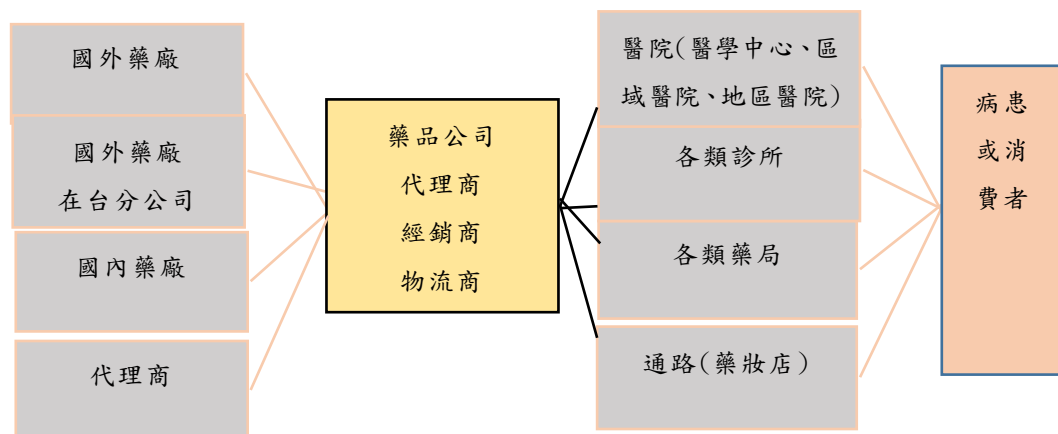 國外藥廠
國外藥廠
在台分公司
國內藥廠
代理商
藥品公司
代理商
經銷商
物流商
醫院(醫學中心、區
域醫院、地區醫院)
各類診所
各類藥局
通路(藥妝店)
病患
或消
費者